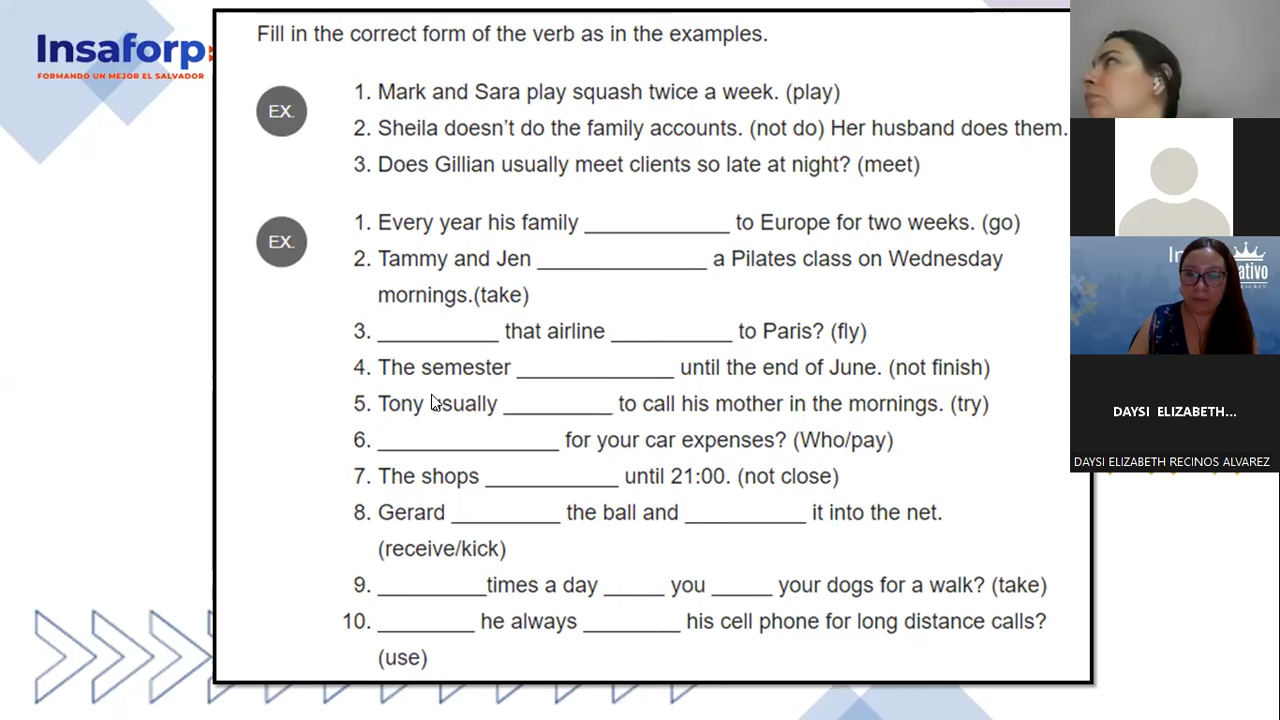 Insaforp
FORMANDO UN MEJOR EL SALVADOR
Fill in the correct form of the verb as in the examples.
EX.
1. Mark and Sara play squash twice a week. (play)
2. Sheila doesn't do the family accounts. (not do) Her husband does them.
3. Does Gillian usually meet clients so late at night? (meet)
EX.
1. Every year his family ____________ to Europe for two weeks. (go)
2. Tammy and Jen ______________ a Pilates class on Wednesday
mornings.(take)
3. __________ that airline __________ to Paris? (fly)
4. The semester _____________ until the end of June. (not finish)
5. Tony usually _________ to call his mother in the mornings. (try)
6. _______________ for your car expenses? (Who/pay)
7. The shops ___________ until 21:00. (not close)
8. Gerard _________ the ball and __________ it into the net.
(receive/kick)
9. _________times a day _____ you _____ your dogs for a walk? (take)
10. ________ he always ________ his cell phone for long distance calls?
(use)
DAYSI ELIZABETH...
DAYSI ELIZABETH RECINOS ALVAREZ